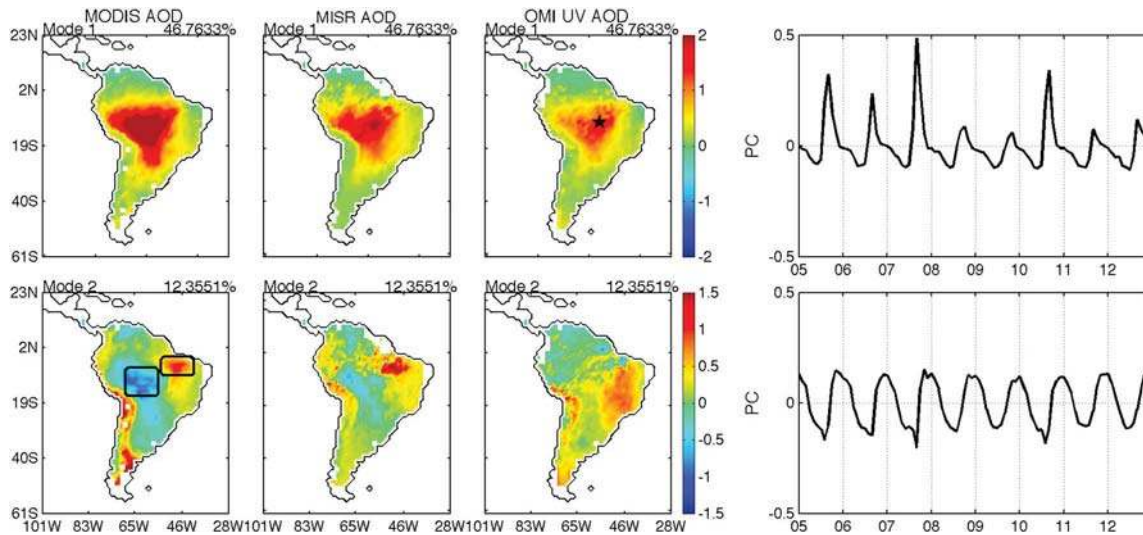 MODIS AOD MISR AOD OMI UV AOD
Mode 1 46.7633% Mode 1 46.7633% Mode 1 46.7633%
23N 2 0.5
2N 1
19S 0 PC 0
40S -1
61S -2 -0.5
05 06 07 08 09 10 11 12
Mode 2 12.3551% Mode 2 12.3551% Mode 2 12.3551%
23N 1.5 0.5
1
2N 0.5
19S 0 PC 0
-0.5
40S -1
61S -1.5 -0.5
101W 83W 65W 46W 28W 101W 83W 65W 46W 28W 101W 83W 65W 46W 28W 05 06 07 08 09 10 11 12